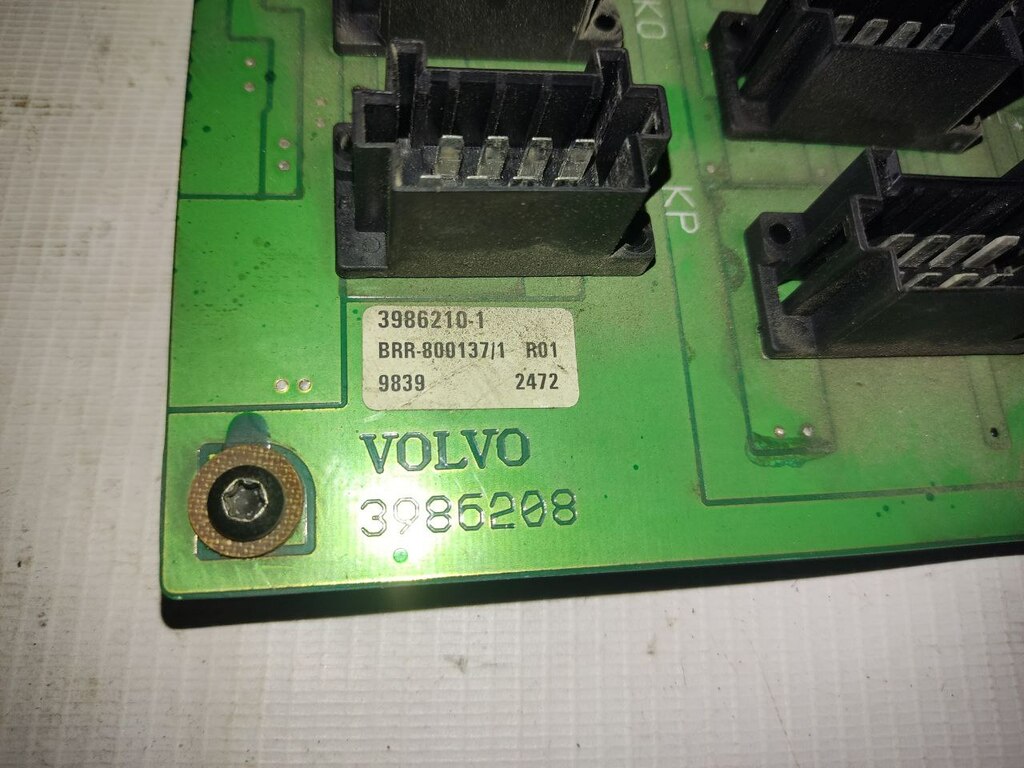 KO
KP
3986210-1
BRR-800137/1 R01
9839 2472
VOLVO
3986208